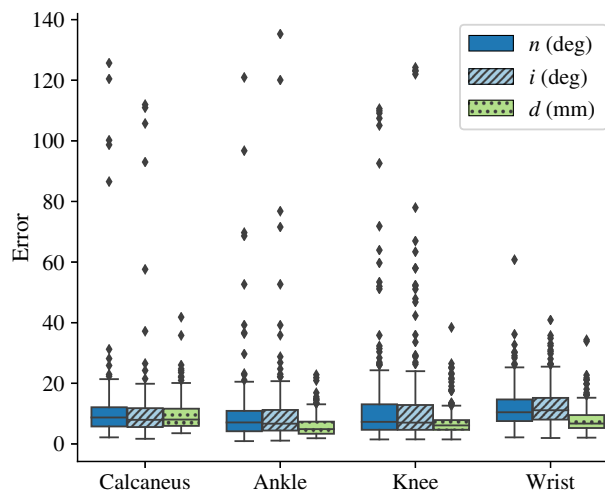 140
120
100
80
60
40
20
0
Error
n (deg)
i (deg)
d (mm)
Calcaneus
Ankle
Knee
Wrist